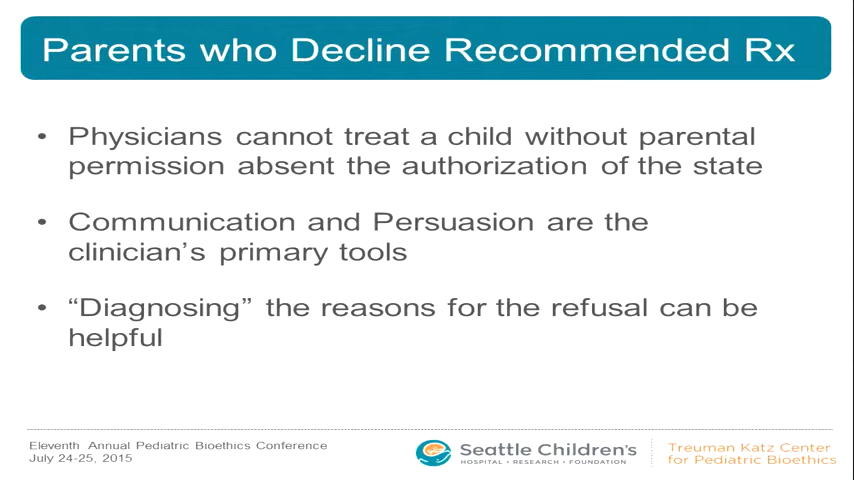 Parents who Decline Recommended Rx
• Physicians cannot treat a child without parental
permission absent the authorization of the state
• Communication and Persuasion are the
clinician’s primary tools
• “Diagnosing” the reasons for the refusal can be
helpful
Eleventh Annual Pediatric Bioethics Conference
July 24-25, 2015
Seattle Children's
HOSPITAL • RESEARCH • FOUNDATION
Treuman Katz Center
for Pediatric Bioethics